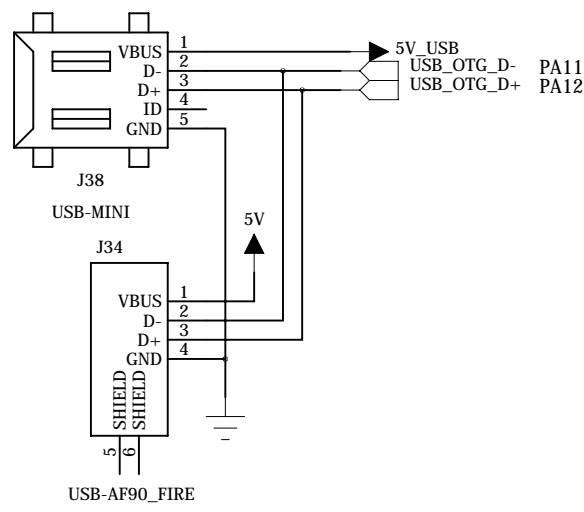 VBUS 1 5V_USB
D- 2 USB_OTG_D- PA11
D+ 3 USB_OTG_D+ PA12
ID 4
GND 5
J38
USB-MINI
5V
J34
VBUS 1
D- 2
D+ 3
GND 4
SHIELD
SHIELD
5
6
USB-AF90_FIRE